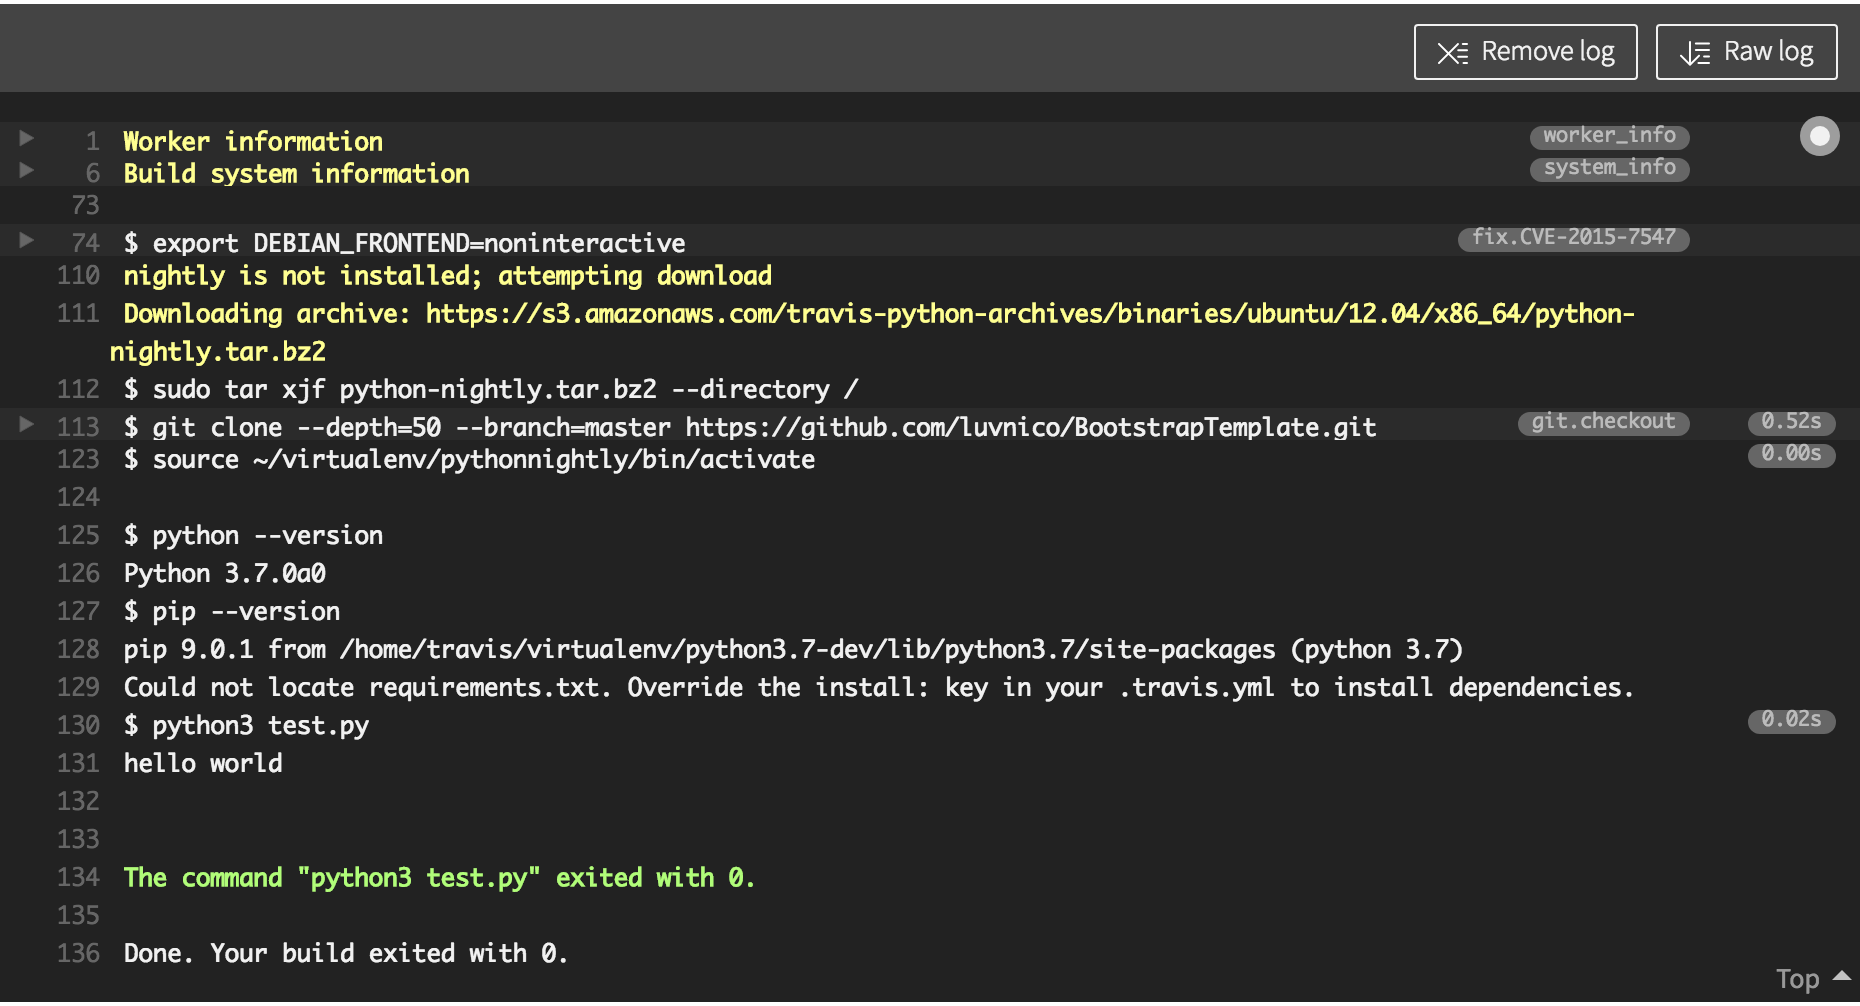 Remove log
Raw log
1 Worker information worker_info
6 Build system information system_info
73
74 $ export DEBIAN_FRONTEND=noninteractive fix.CVE-2015-7547
110 nightly is not installed; attempting download
111 Downloading archive: https://s3.amazonaws.com/travis-python-archives/binaries/ubuntu/12.04/x86_64/python-
nightly.tar.bz2
112 $ sudo tar xjf python-nightly.tar.bz2 --directory /
113 $ git clone --depth=50 --branch=master https://github.com/luvnico/BootstrapTemplate.git git.checkout 0.52s
123 $ source ~/virtualenv/pythonnightly/bin/activate 0.00s
124
125 $ python --version
126 Python 3.7.0a0
127 $ pip --version
128 pip 9.0.1 from /home/travis/virtualenv/python3.7-dev/lib/python3.7/site-packages (python 3.7)
129 Could not locate requirements.txt. Override the install: key in your .travis.yml to install dependencies.
130 $ python3 test.py 0.02s
131 hello world
132
133
134 The command "python3 test.py" exited with 0.
135
136 Done. Your build exited with 0.
Top